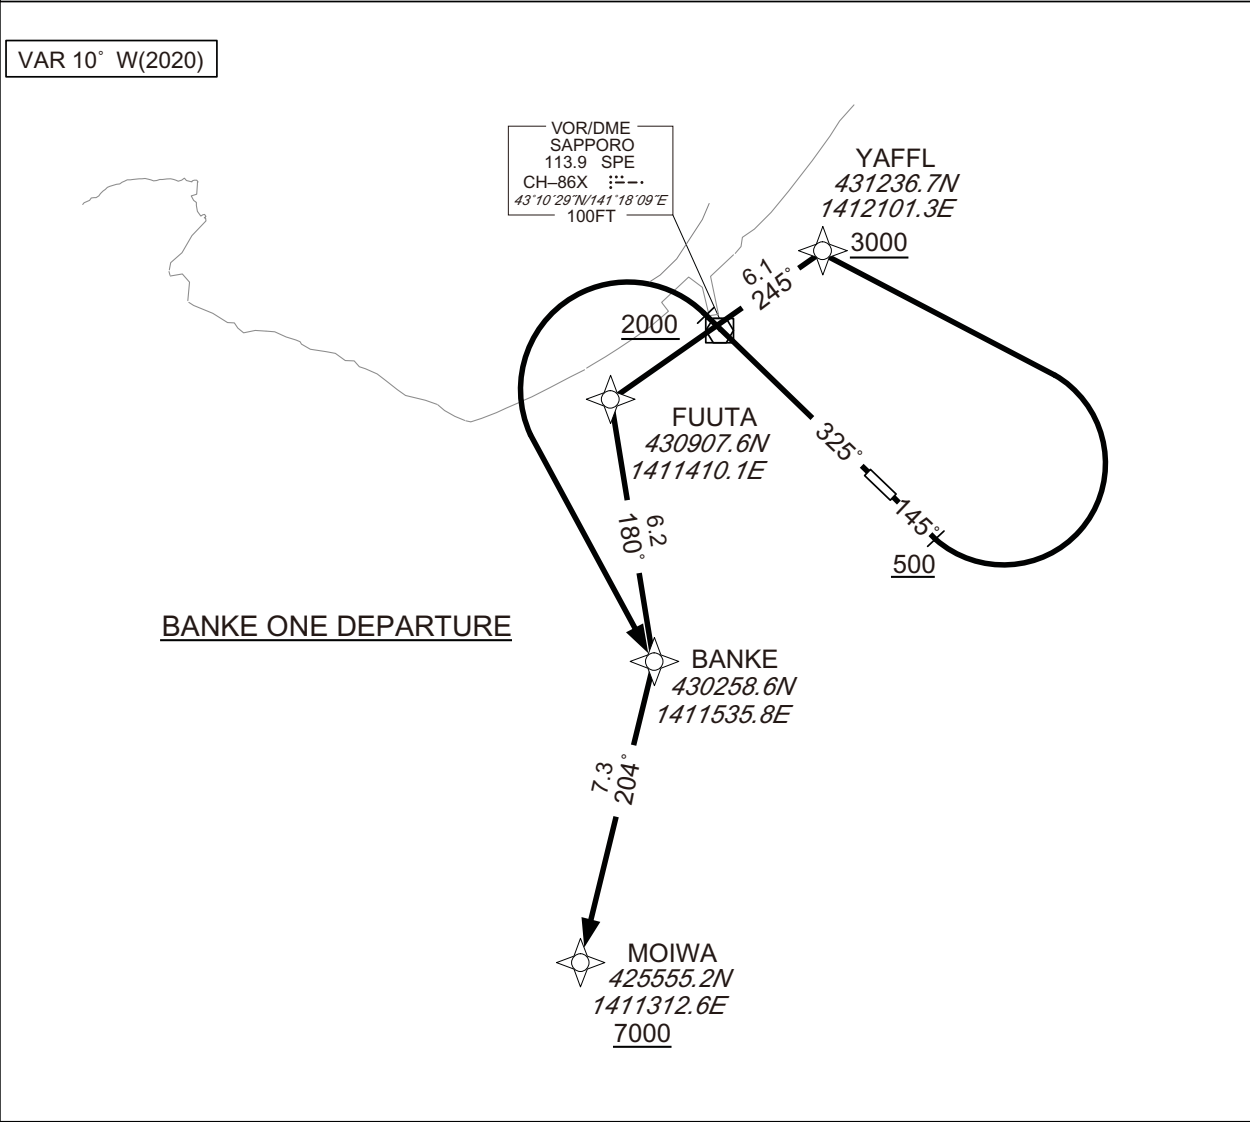 VAR 10° W(2020)
VOR/DME
SAPPORO
113.9 SPE
CH–86X
43°10'29"N/141°18'09"E
100FT
YAFFL
431236.7N
1412101.3E
3000
6.1
245°
2000
FUUTA
430907.6N
1411410.1E
325°
145°
500
6.2
180°
BANKE ONE DEPARTURE
BANKE
430258.6N
1411535.8E
7.3
204°
MOIWA
425555.2N
1411312.6E
7000